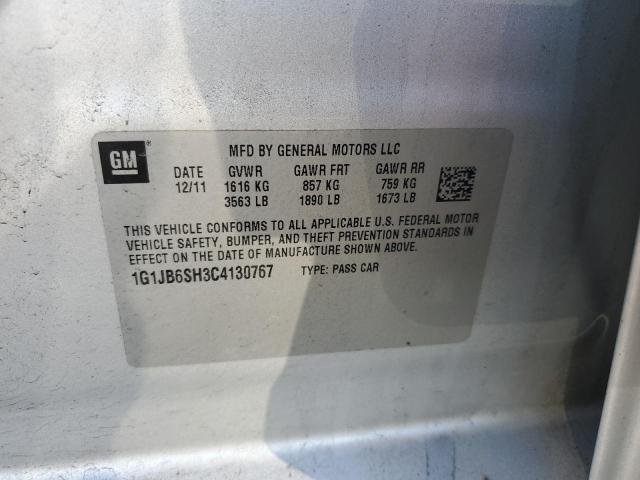 GM
MFD BY GENERAL MOTORS LLC
DATE GVWR GAWR FRT GAWR RR
12/11 1616 KG 857 KG 759 KG
3563 LB 1890 LB 1673 LB
THIS VEHICLE CONFORMS TO ALL APPLICABLE U.S. FEDERAL MOTOR
VEHICLE SAFETY, BUMPER, AND THEFT PREVENTION STANDARDS IN
EFFECT ON THE DATE OF MANUFACTURE SHOWN ABOVE.
1G1JB6SH3C4130767 TYPE: PASS CAR